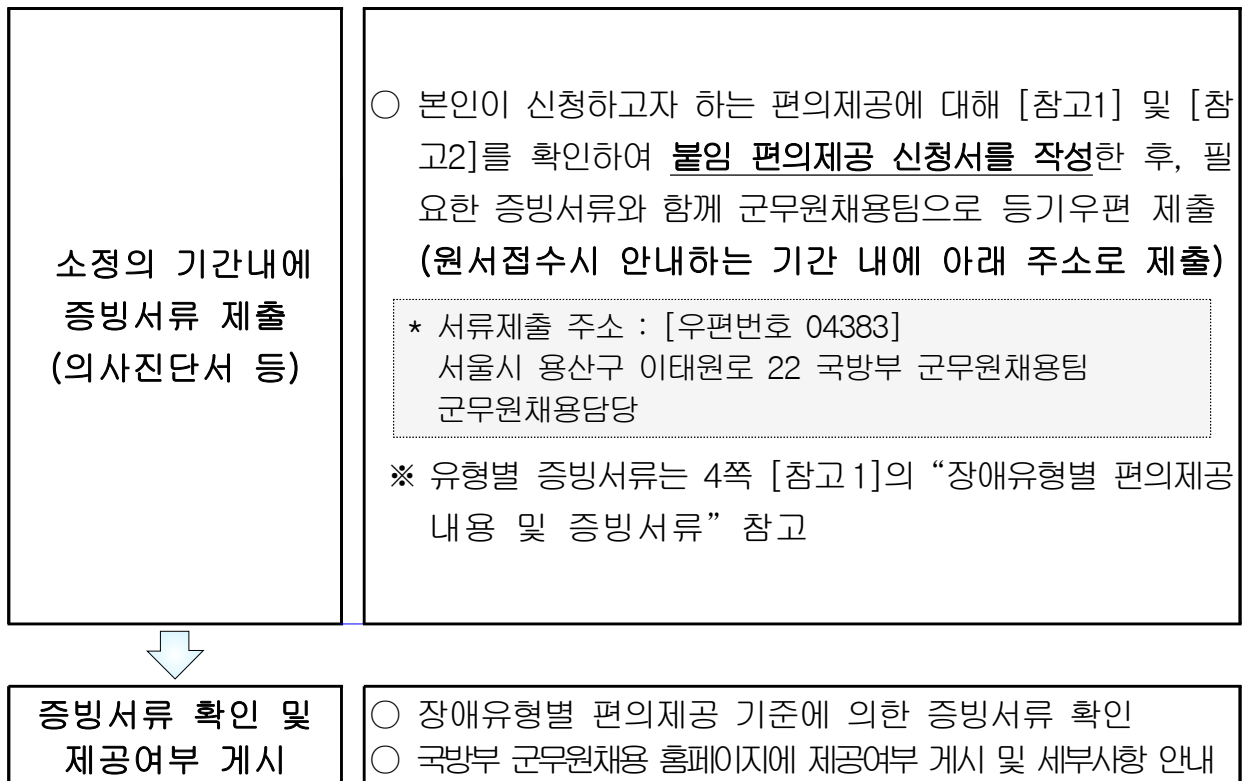 소정의 기간내에
증빙서류 제출
(의사진단서 등)
○ 본인이 신청하고자 하는 편의제공에 대해 [참고1] 및 [참
고2]를 확인하여 붙임 편의제공 신청서를 작성한 후, 필
요한 증빙서류와 함께 군무원채용팀으로 등기우편 제출
(원서접수시 안내하는 기간 내에 아래 주소로 제출)
* 서류제출 주소 : [우편번호 04383]
서울시 용산구 이태원로 22 국방부 군무원채용팀
군무원채용담당
※ 유형별 증빙서류는 4쪽 [참고1]의 “장애유형별 편의제공
내용 및 증빙서류” 참고
증빙서류 확인 및
제공여부 게시
○ 장애유형별 편의제공 기준에 의한 증빙서류 확인
○ 국방부 군무원채용 홈페이지에 제공여부 게시 및 세부사항 안내